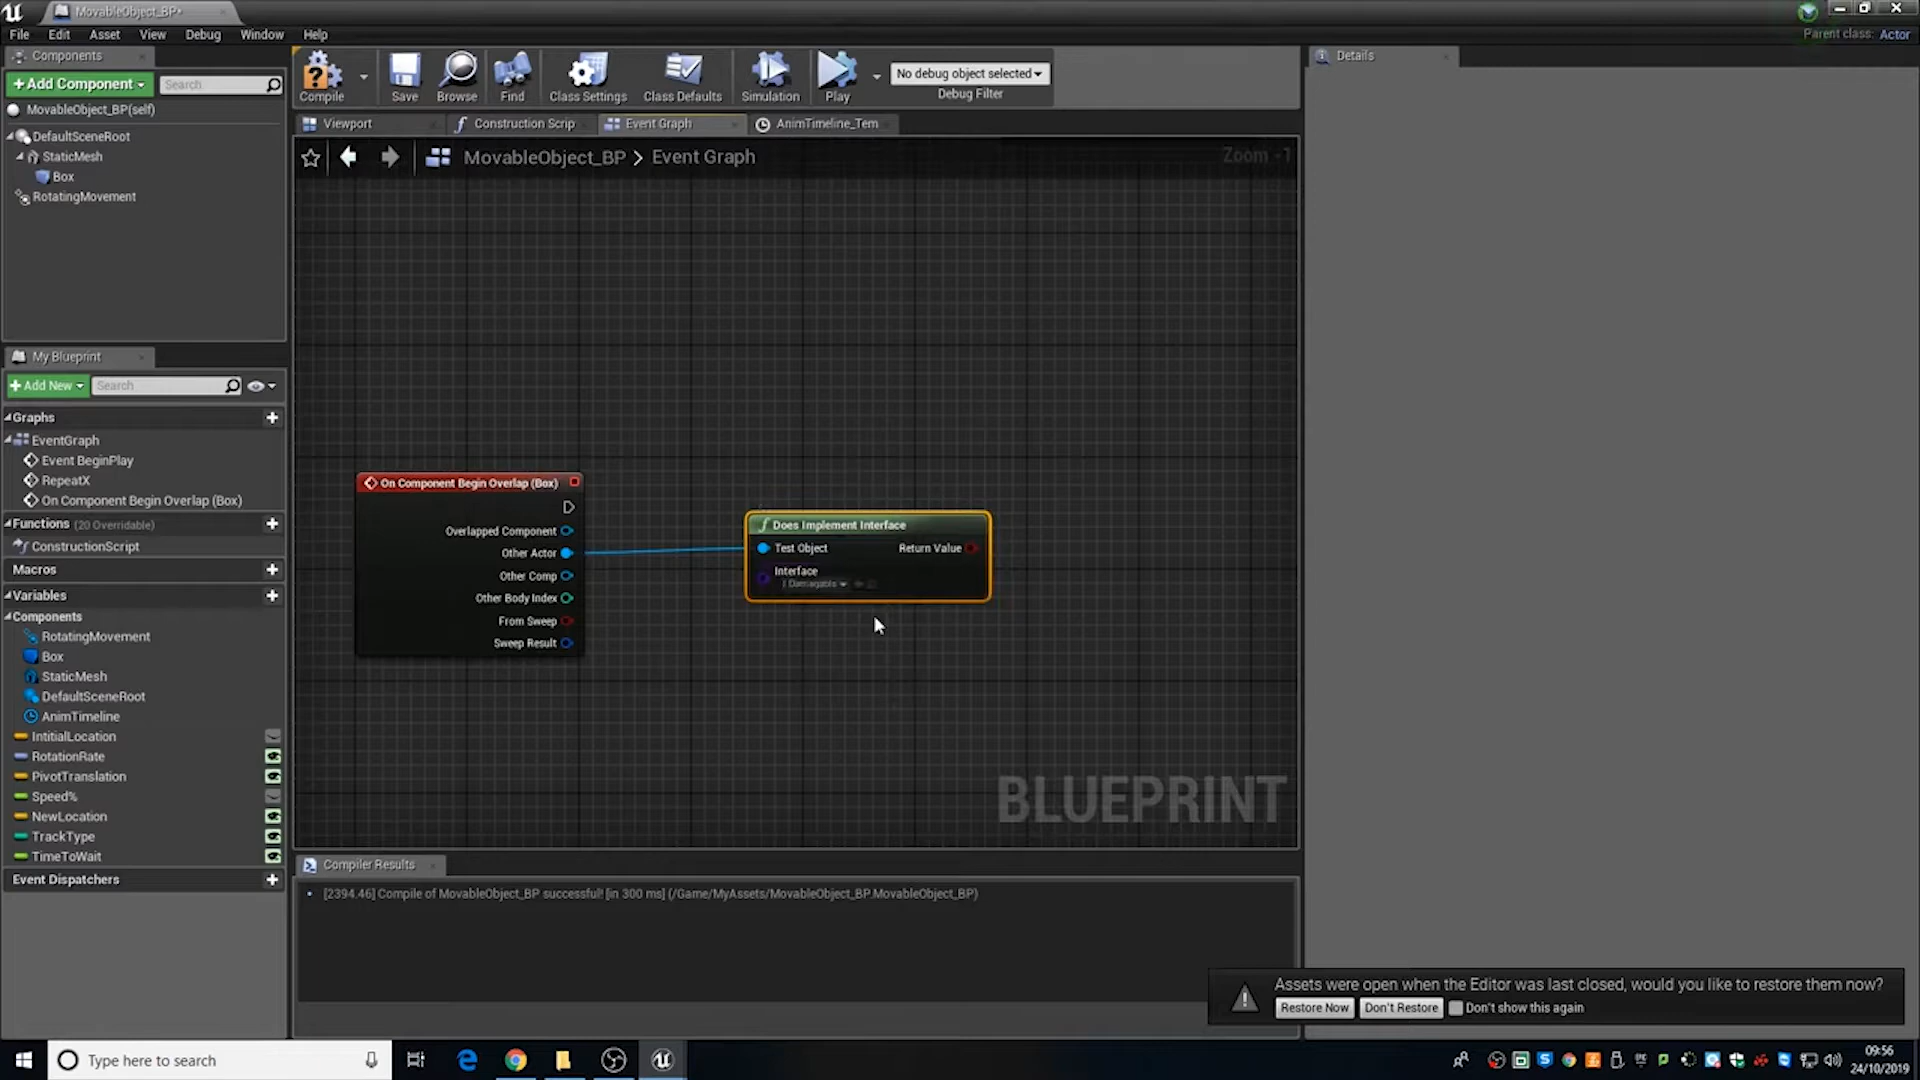 MovableObject_BP*
File Edit Asset View Debug Window Help
Parent class: Actor
Components
+Add Component
Search
MovableObject_BP(self)
DefaultSceneRoot
StaticMesh
Box
RotatingMovement
Compile
Save
Browse
Find
Class Settings
Class Defaults
Simulation
Play
No debug object selected
Debug Filter
Details
Viewport
Construction Scrip
Event Graph
AnimTimeline_Tem
MovableObject_BP > Event Graph
Zoom -1
My Blueprint
+Add New
Search
Graphs
EventGraph
Event BeginPlay
RepeatX
On Component Begin Overlap (Box)
Functions (20 Overridable)
ConstructionScript
Macros
Variables
Components
RotatingMovement
Box
StaticMesh
DefaultSceneRoot
AnimTimeline
IntitialLocation
RotationRate
PivotTranslation
Speed%
NewLocation
TrackType
TimeToWait
Event Dispatchers
On Component Begin Overlap (Box)
Overlapped Component
Other Actor
Other Comp
Other Body Index
From Sweep
Sweep Result
Does Implement Interface
Test Object
Return Value
Interface
BLUEPRINT
Compiler Results
[2394.46] Compile of MovableObject_BP successful! [in 300 ms] (/Game/MyAssets/MovableObject_BP.MovableObject_BP)
Assets were open when the Editor was last closed, would you like to restore them now?
Restore Now
Don't Restore
Don't show this again
Type here to search
09:56
24/10/2019